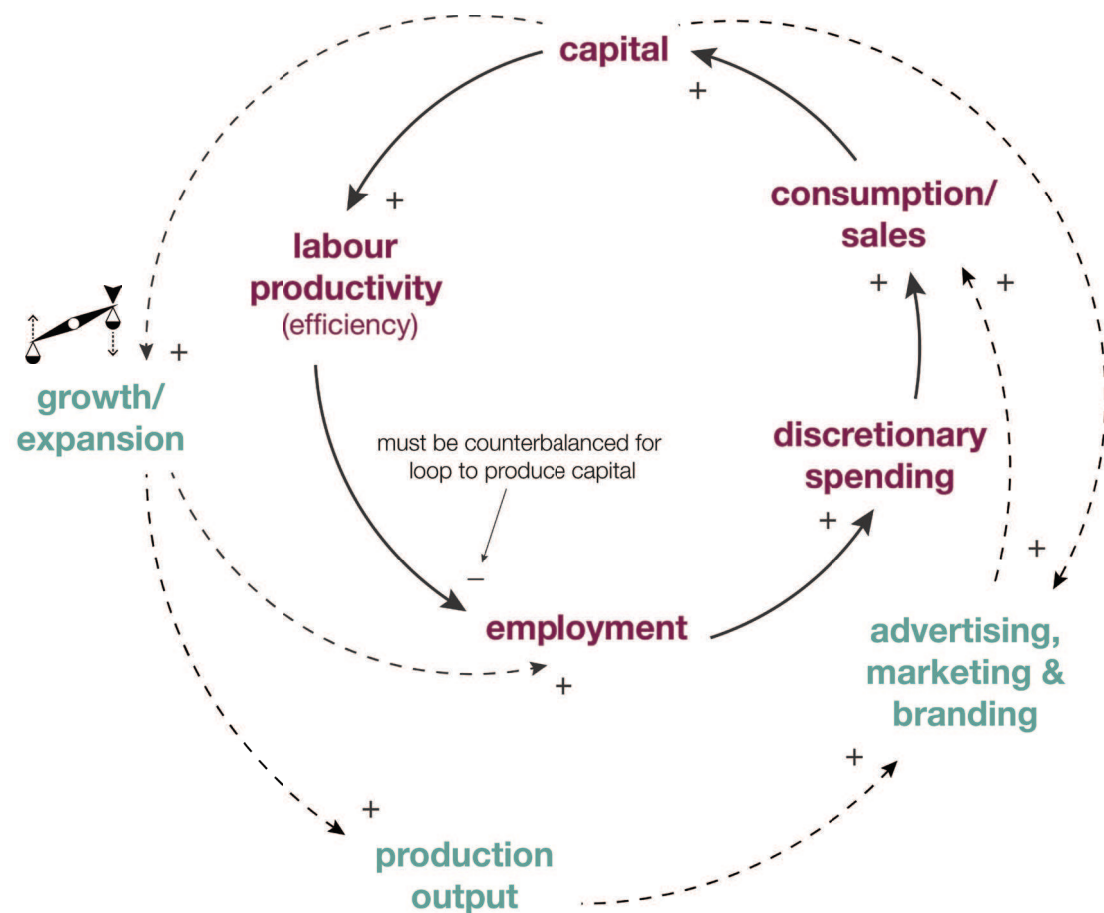 capital
+
consumption/
sales
+
+
+
labour
productivity
(efficiency)
+
growth/
expansion
must be counterbalanced for
loop to produce capital
discretionary
spending
+
+
−
employment
+
advertising,
marketing &
branding
+
+
production
output